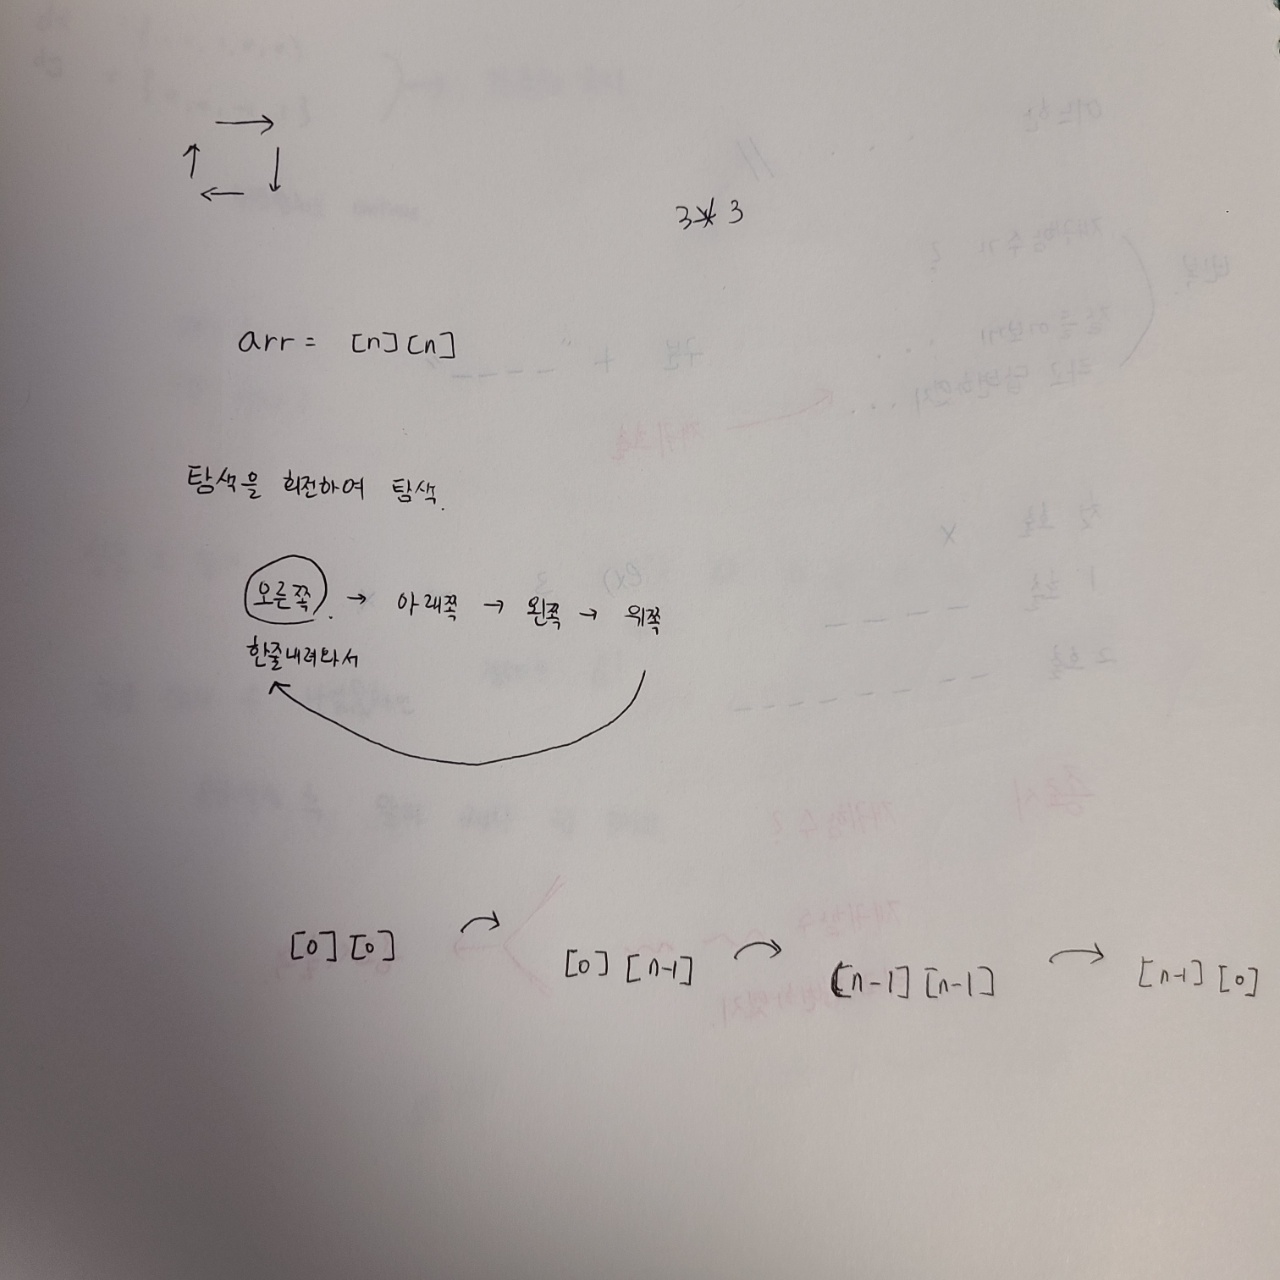 3*3
arr = [n][n]
탐색을 회전하여 탐색.
오른쪽. → 아래쪽 → 왼쪽 → 위쪽
한줄내려와서
[0][0] [0][n-1] [n-1][n-1] [n-1][0]